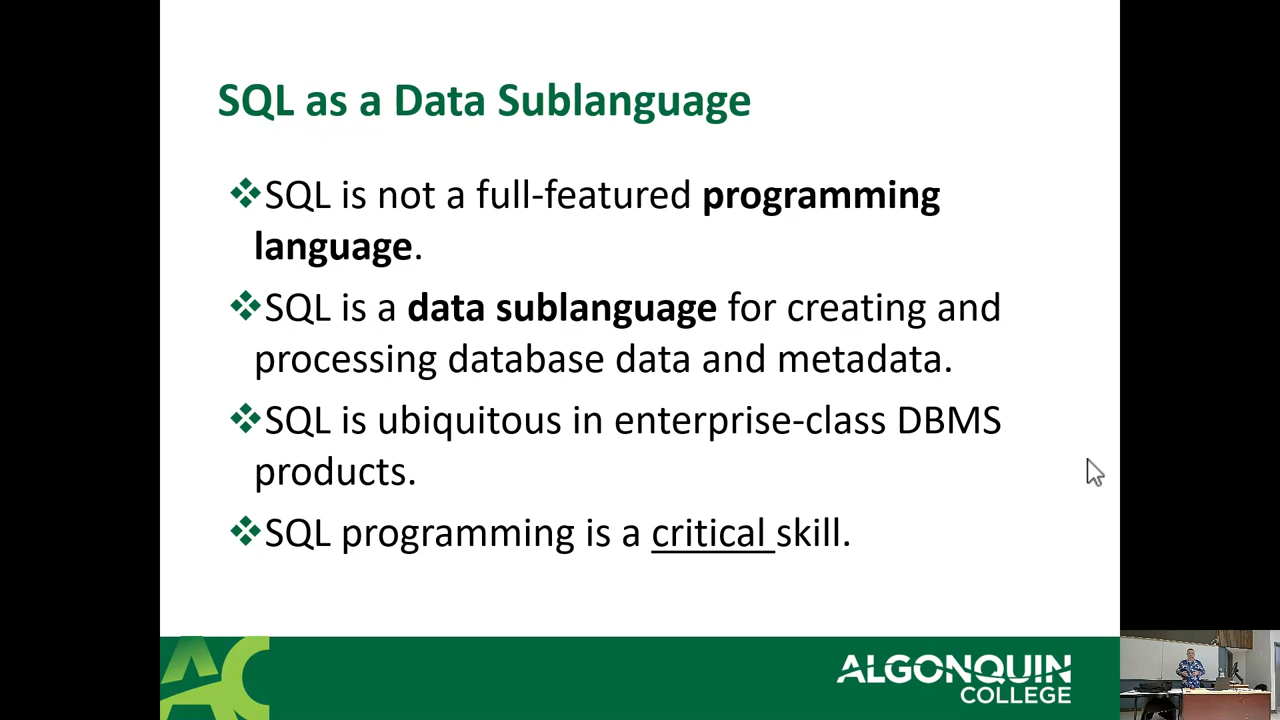 SQL as a Data Sublanguage
❖SQL is not a full-featured programming
language.
❖SQL is a data sublanguage for creating and
processing database data and metadata.
❖SQL is ubiquitous in enterprise-class DBMS
products.
❖SQL programming is a critical skill.
AC
ALGONQUIN
COLLEGE